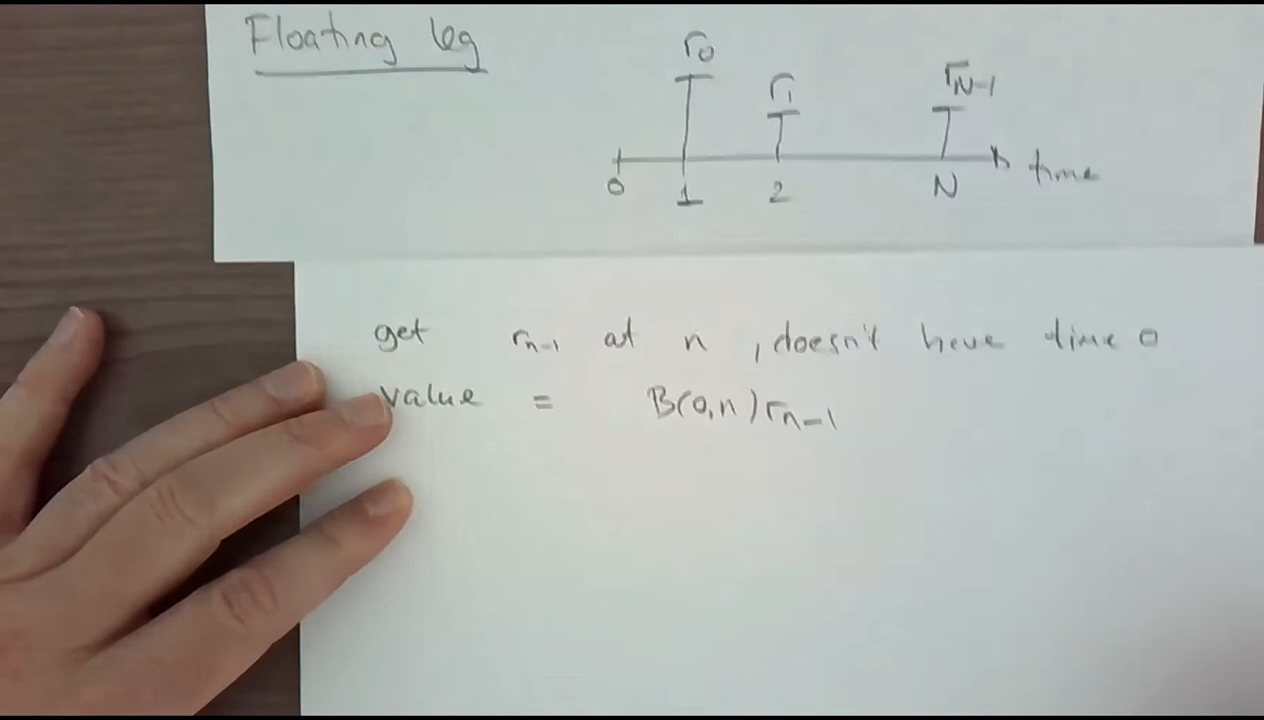 Floating leg
r0
r1
rN-1
0 1 2 N time
get rn-1 at n , doesn't have time 0
value = B(0,n) rn-1